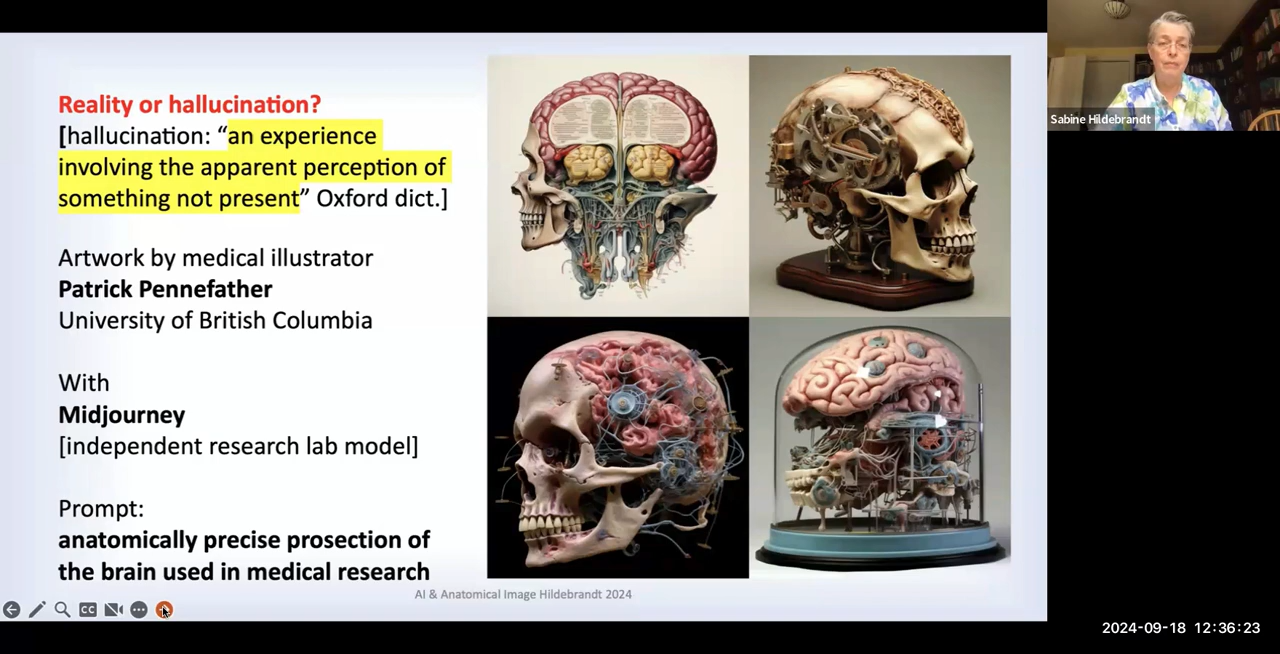 Reality or hallucination?
[hallucination: “an experience
involving the apparent perception of
something not present” Oxford dict.]
Artwork by medical illustrator
Patrick Pennefather
University of British Columbia
With
Midjourney
[independent research lab model]
Prompt:
anatomically precise prosection of
the brain used in medical research
AI & Anatomical Image Hildebrandt 2024
CC
Sabine Hildebrandt
2024-09-18 12:36:23